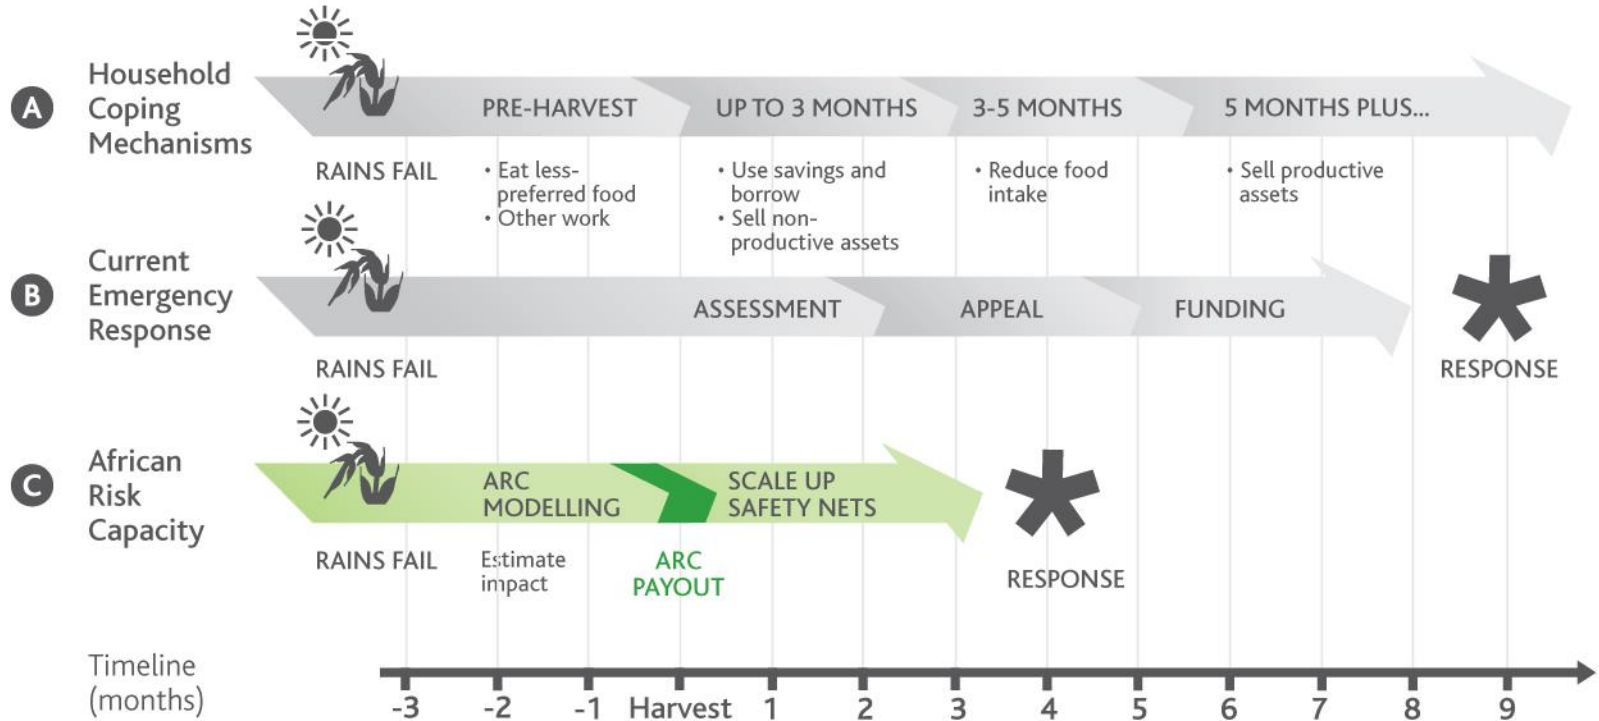 A
Household
Coping
Mechanisms
PRE-HARVEST
UP TO 3 MONTHS
3-5 MONTHS
5 MONTHS PLUS...
RAINS FAIL
• Eat less-
preferred food
• Other work
• Use savings and
borrow
• Sell non-
productive assets
• Reduce food
intake
• Sell productive
assets
B
Current
Emergency
Response
ASSESSMENT
APPEAL
FUNDING
RAINS FAIL
RESPONSE
C
African
Risk
Capacity
ARC
MODELLING
SCALE UP
SAFETY NETS
RAINS FAIL
Estimate
impact
ARC
PAYOUT
RESPONSE
Timeline
(months)
-3 -2 -1 Harvest 1 2 3 4 5 6 7 8 9